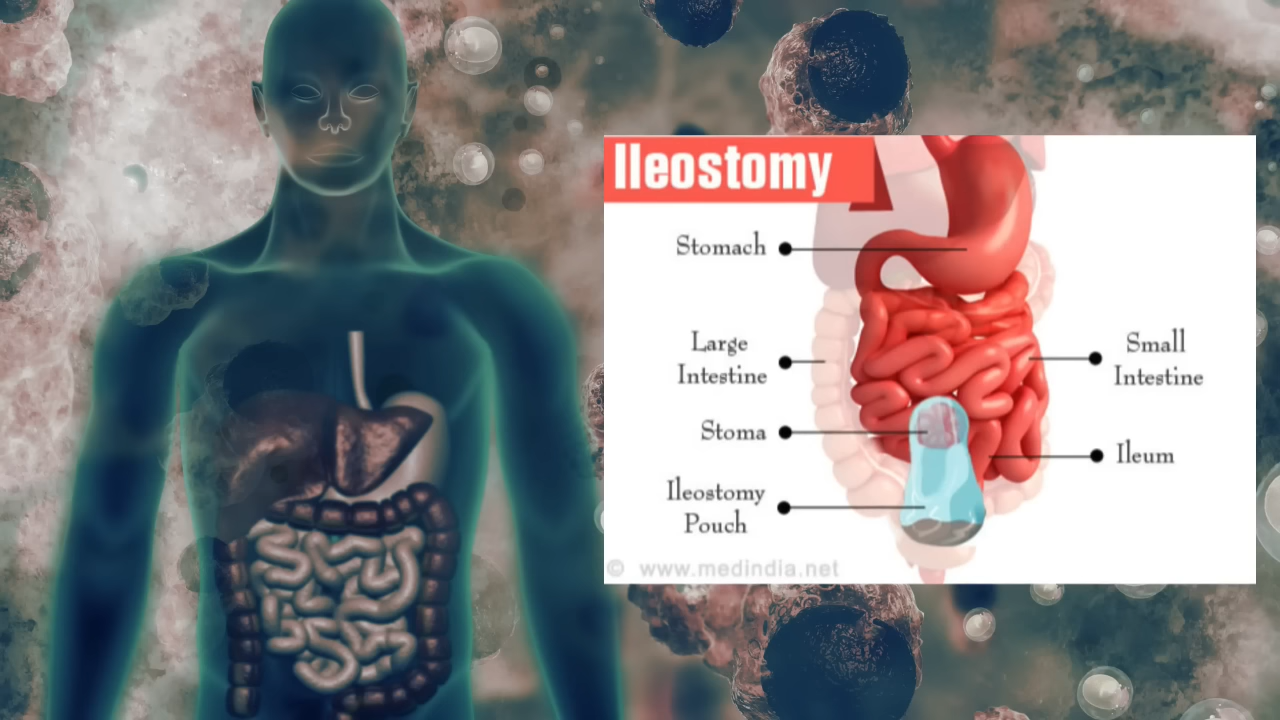 Ileostomy
Stomach
Large
Intestine
Stoma
Ileostomy
Pouch
Small
Intestine
Ileum
© www.medindia.net